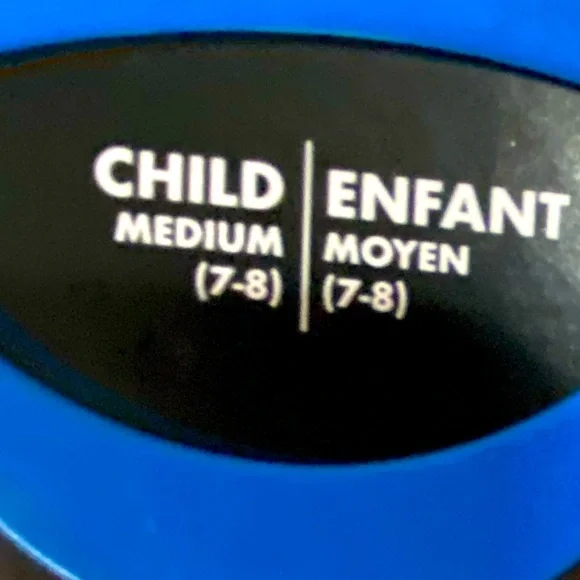 CHILD
MEDIUM
(7-8)
ENFANT
MOYEN
(7-8)